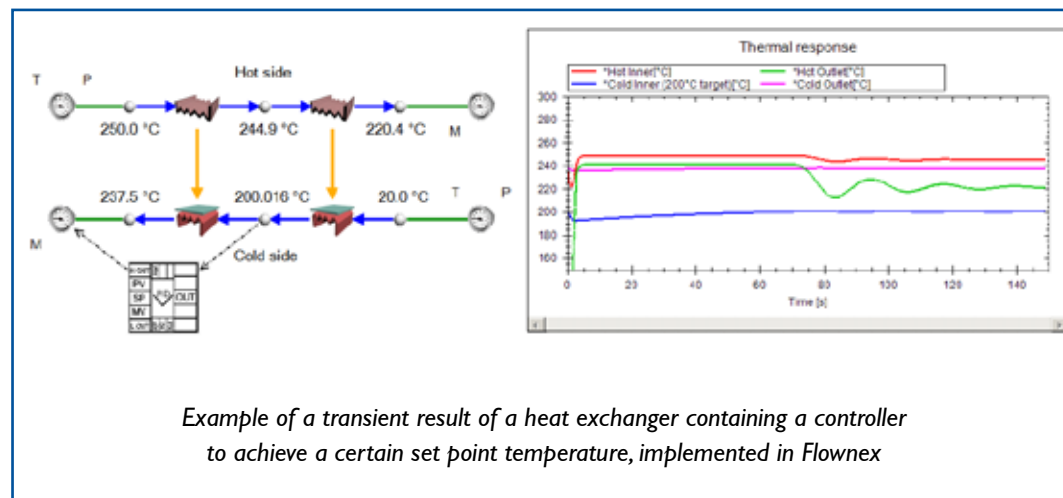 Hot side
T P
250.0 °C 244.9 °C 220.4 °C
M
237.5 °C 200.016 °C 20.0 °C
T P
M
Cold side
PV
SP
MV
OUT
Thermal response
*Hot Inner[°C] *Hot Outlet[°C]
*Cold Inner (200°C target)[°C] *Cold Outlet[°C]
300
280
260
240
220
200
180
160
0 20 40 60 80 100 120 140
Time [s]
Example of a transient result of a heat exchanger containing a controller
to achieve a certain set point temperature, implemented in Flownex